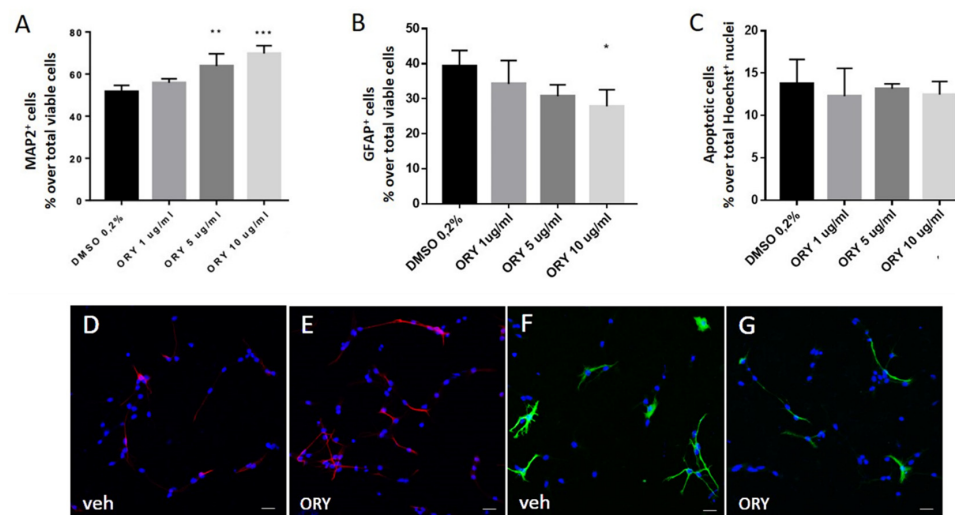 A
MAP2⁺ cells
% over total viable cells
80
60
40
20
0
**
***
DMSO 0,2%
ORY 1 ug/ml
ORY 5 ug/ml
ORY 10 ug/ml
B
GFAP⁺ cells
% over total viable cells
50
40
30
20
10
0
*
DMSO 0,2%
ORY 1ug/ml
ORY 5 ug/ml
ORY 10 ug/ml
C
Apoptotic cells
% over total Hoechst⁺ nuclei
20
15
10
5
0
DMSO 0,2%
ORY 1 ug/ml
ORY 5 ug/ml
ORY 10 ug/ml
D
veh
E
ORY
F
veh
G
ORY